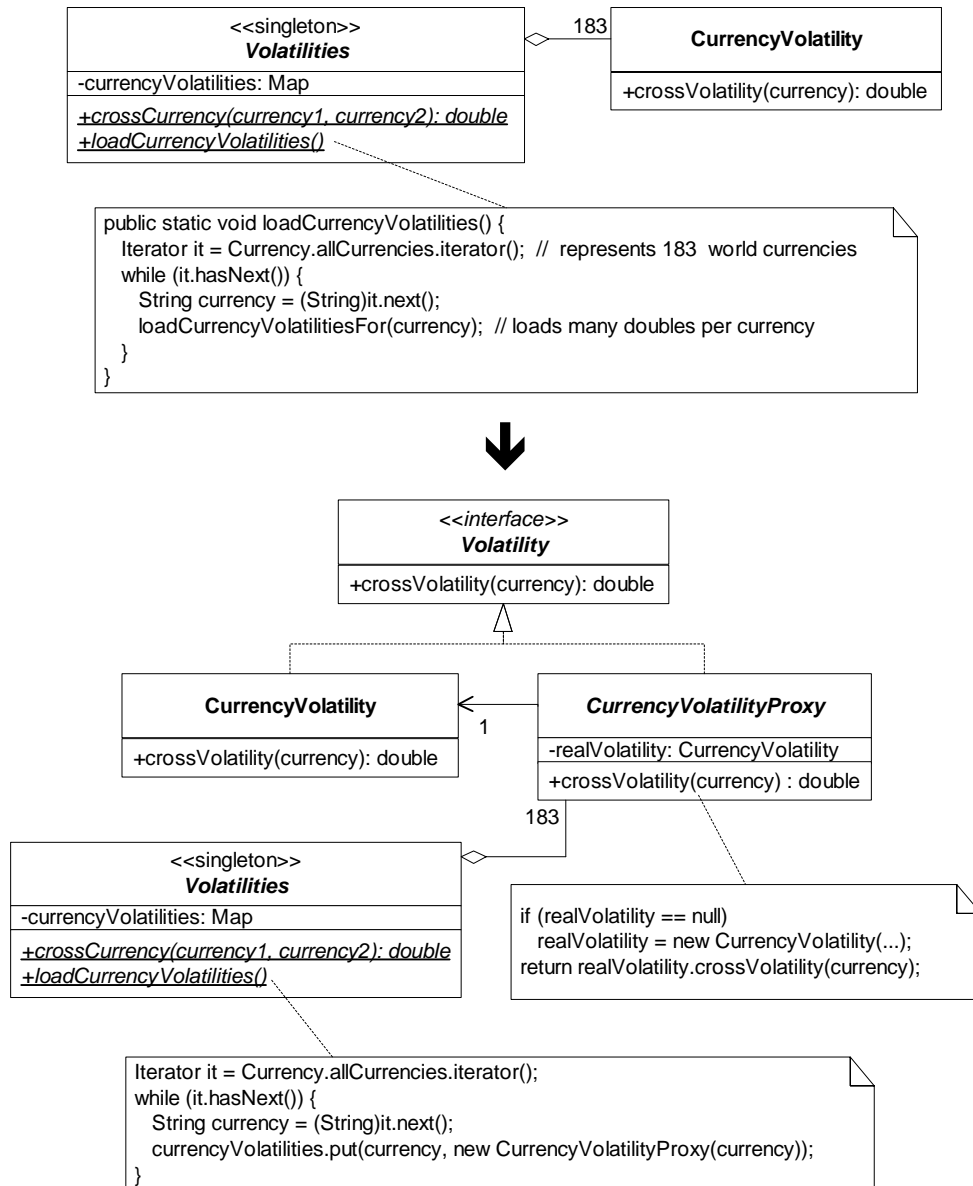 <<singleton>>
Volatilities
-currencyVolatilities: Map
+crossCurrency(currency1, currency2): double
+loadCurrencyVolatilities()
183
CurrencyVolatility
+crossVolatility(currency): double
public static void loadCurrencyVolatilities() {
Iterator it = Currency.allCurrencies.iterator(); // represents 183 world currencies
while (it.hasNext()) {
String currency = (String)it.next();
loadCurrencyVolatilitiesFor(currency); // loads many doubles per currency
}
}
<<interface>>
Volatility
+crossVolatility(currency): double
CurrencyVolatility
+crossVolatility(currency): double
1
CurrencyVolatilityProxy
-realVolatility: CurrencyVolatility
+crossVolatility(currency) : double
183
<<singleton>>
Volatilities
-currencyVolatilities: Map
+crossCurrency(currency1, currency2): double
+loadCurrencyVolatilities()
if (realVolatility == null)
realVolatility = new CurrencyVolatility(...);
return realVolatility.crossVolatility(currency);
Iterator it = Currency.allCurrencies.iterator();
while (it.hasNext()) {
String currency = (String)it.next();
currencyVolatilities.put(currency, new CurrencyVolatilityProxy(currency));
}